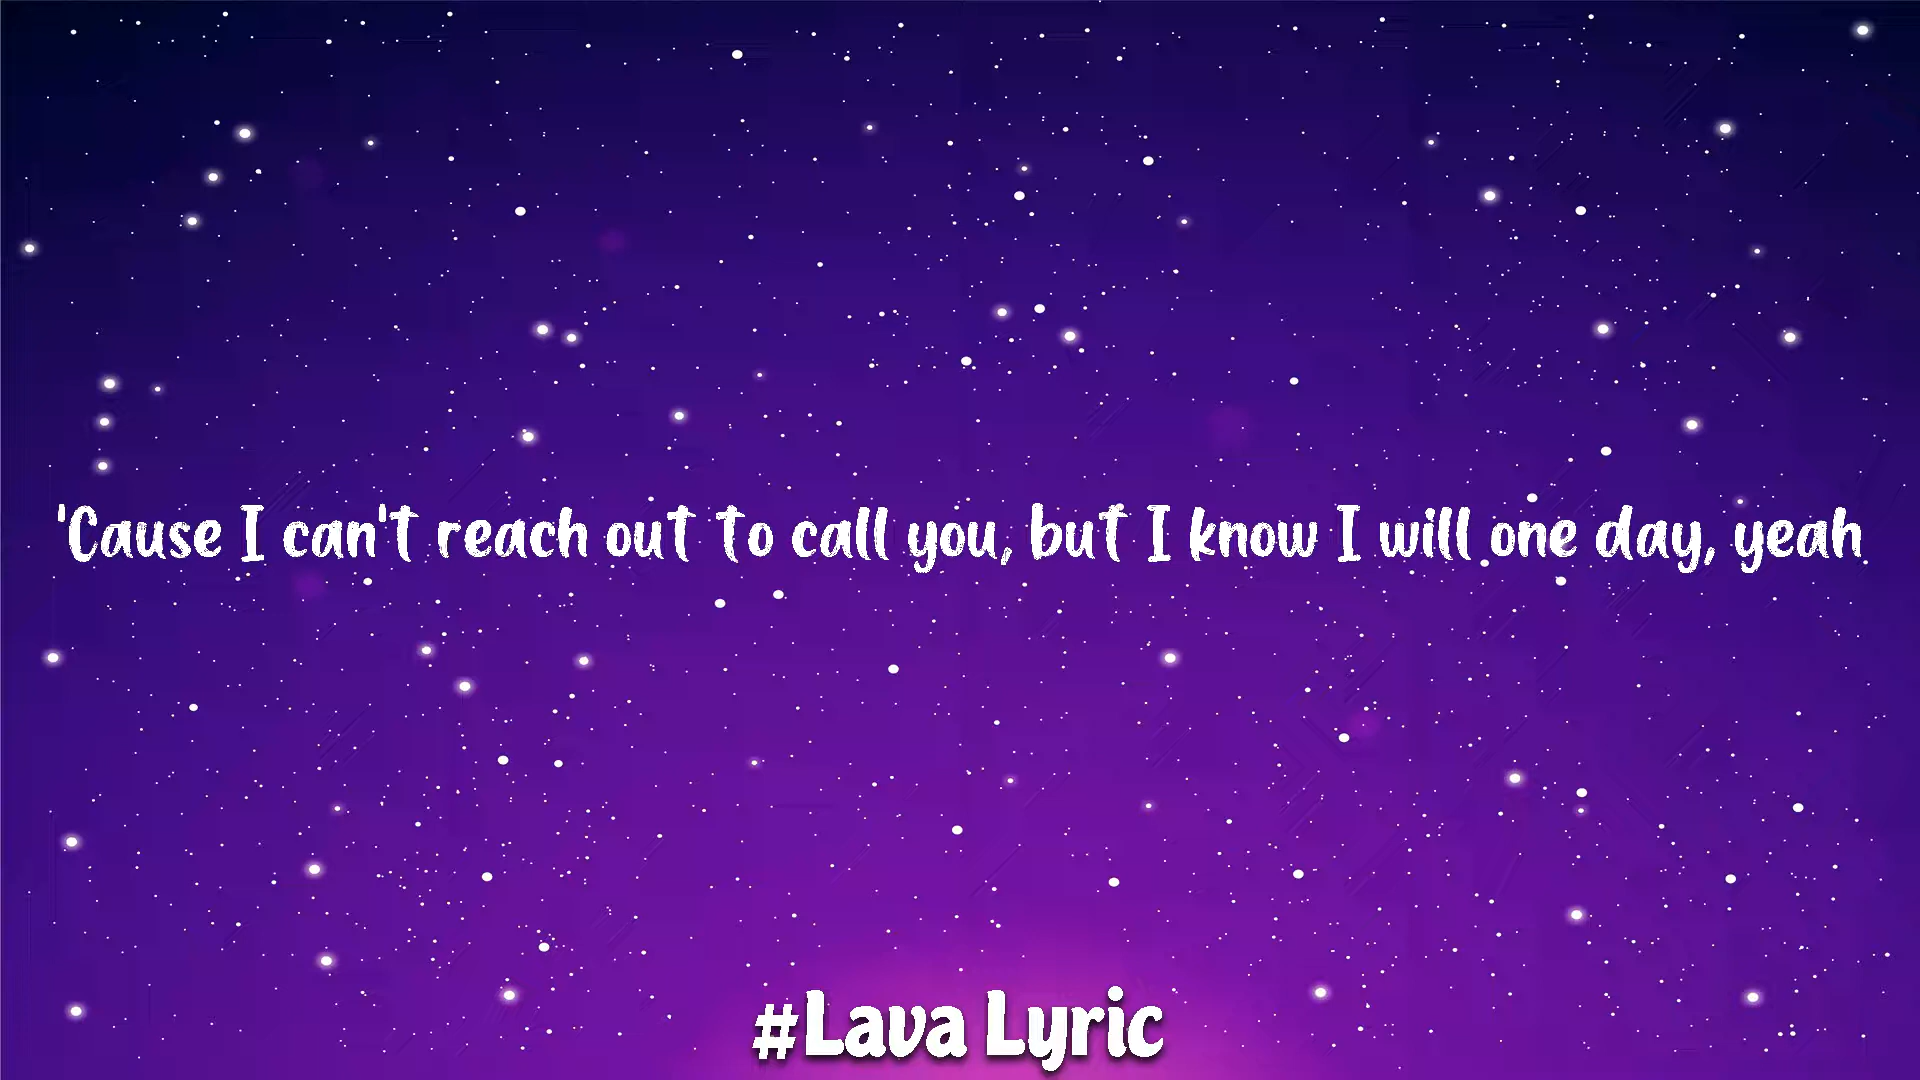 'Cause I can't reach out to call you, but I know I will one day, yeah
#Lava Lyric